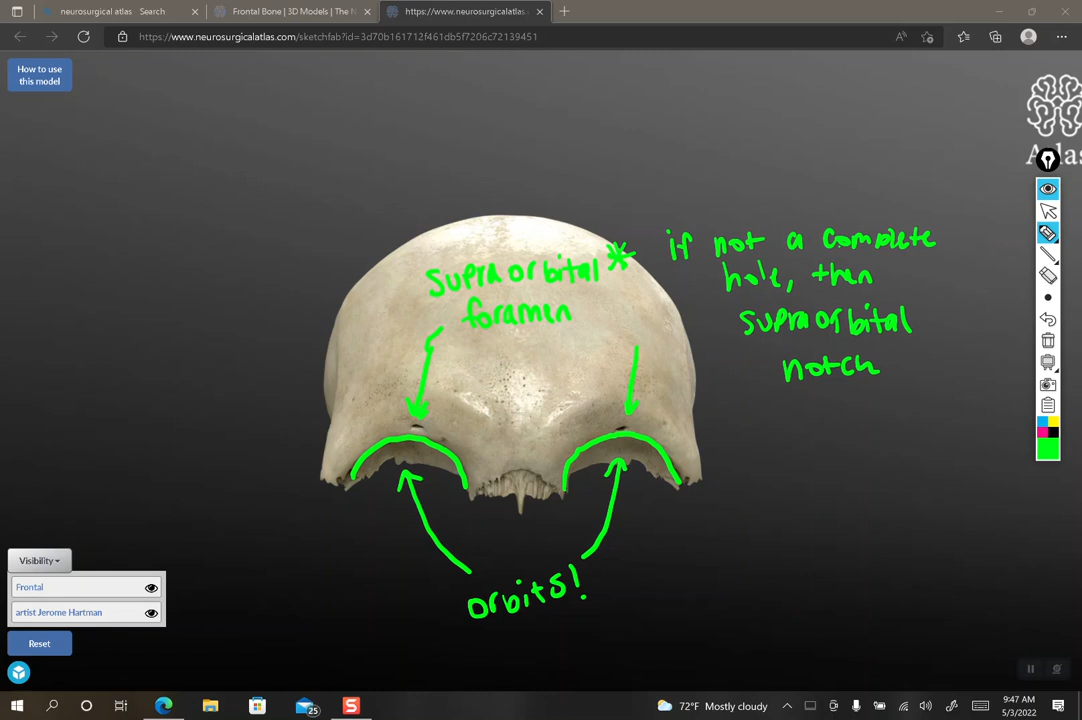 neurosurgical atlas Search
Frontal Bone | 3D Models | The N
https://www.neurosurgicalatlas.
https://www.neurosurgicalatlas.com/sketchfab?id=3d70b161712f461db5f7206c72139451
How to use
this model
Atlas
supraorbital *
foramen
if not a complete
hole, then
supraorbital
notch
orbits!
Visibility
Frontal
artist Jerome Hartman
Reset
25
72°F Mostly cloudy
9:47 AM
5/3/2022